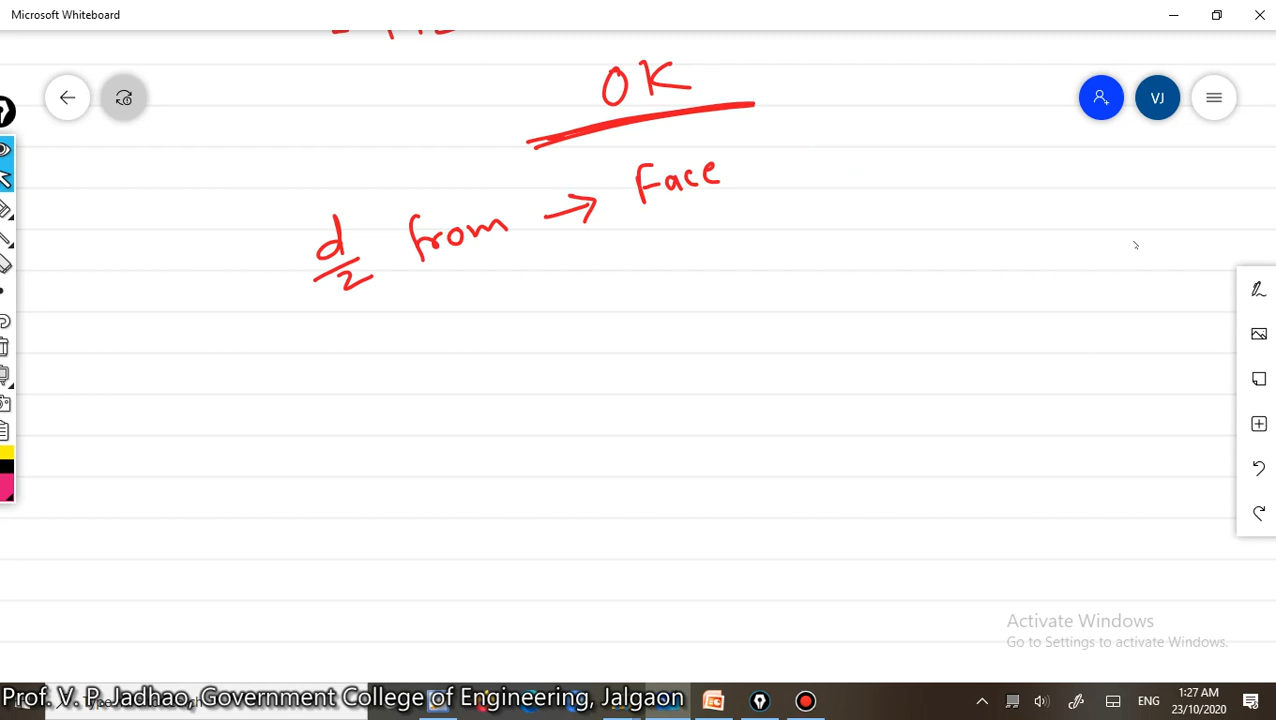 Microsoft Whiteboard
OK
VJ
d/2 from → Face
Activate Windows
Go to Settings to activate Windows.
Prof. V. P. Jadhao, Government College of Engineering, Jalgaon
ENG
1:27 AM
23/10/2020